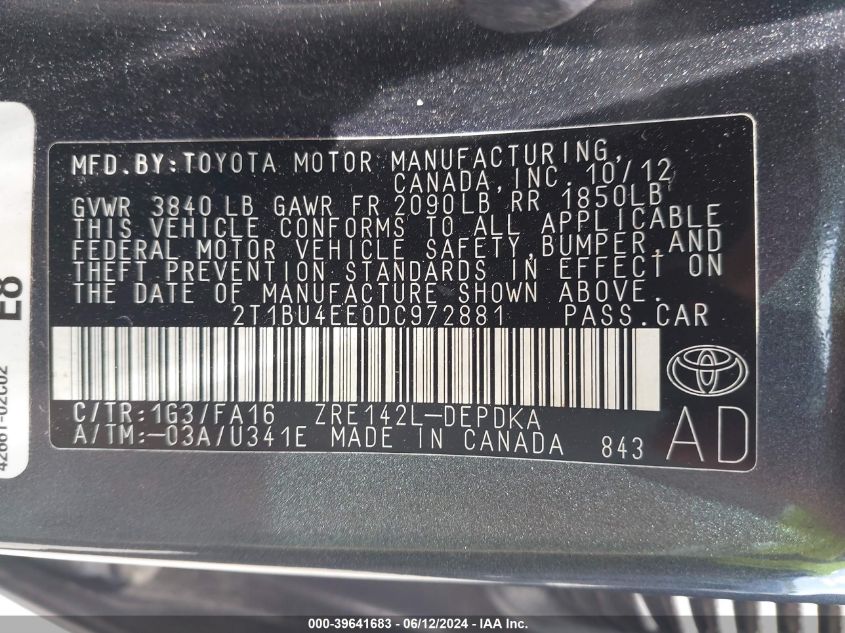 MFD.BY:TOYOTA MOTOR MANUFACTURING,
CANADA,INC. 10/12
GVWR 3840 LB GAWR FR 2090LB RR 1850LB
THIS VEHICLE CONFORMS TO ALL APPLICABLE
FEDERAL MOTOR VEHICLE SAFETY,BUMPER,AND
THEFT PREVENTION STANDARDS IN EFFECT ON
THE DATE OF MANUFACTURE SHOWN ABOVE.
2T1BU4EE0DC972881 PASS.CAR
C/TR:1G3/FA16 ZRE142L-DEPDKA
A/TM:-03A/U341E MADE IN CANADA 843
AD
E8
42661-02C02
000-39641683 - 06/12/2024 - IAA Inc.